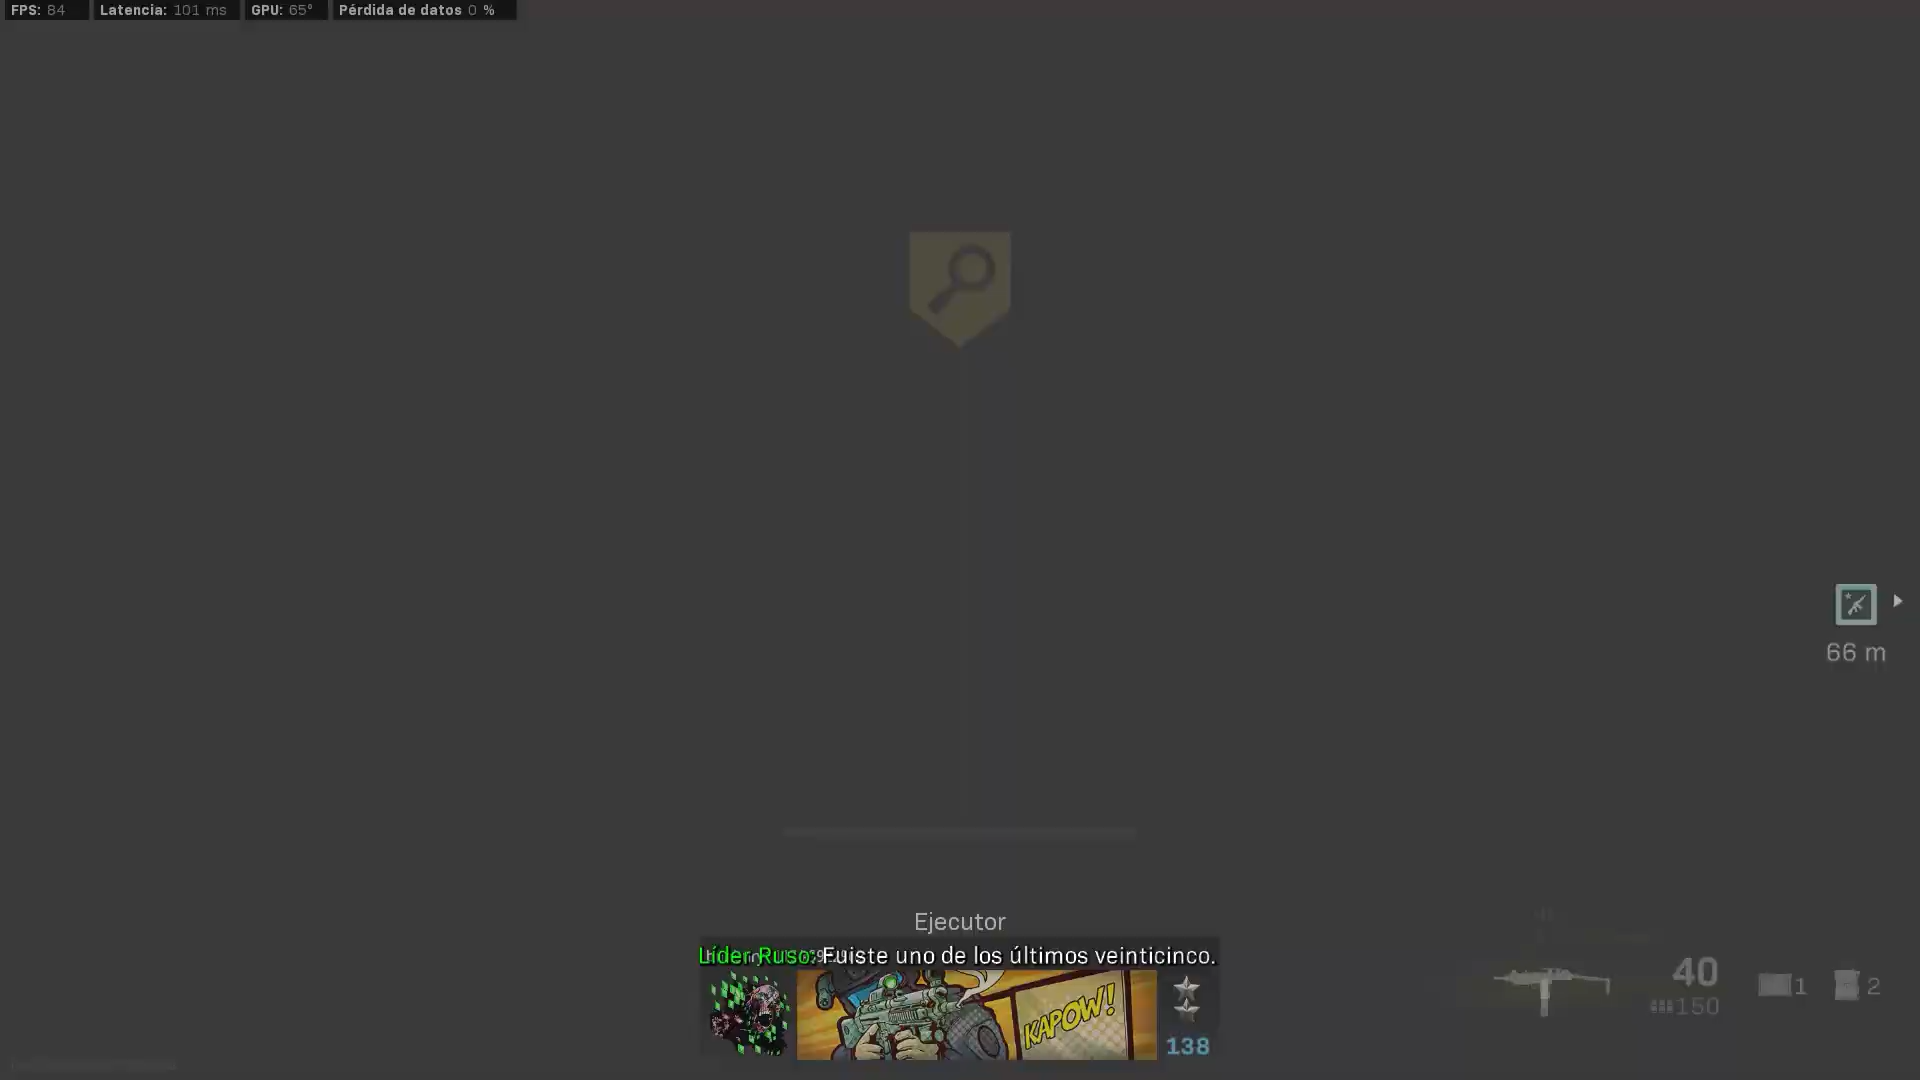 FPS: 84 Latencia: 101 ms GPU: 65° Pérdida de datos 0 %
66 m
Ejecutor
Líder Ruso: Fuiste uno de los últimos veinticinco.
KAPOW!
138
40
150
1
2